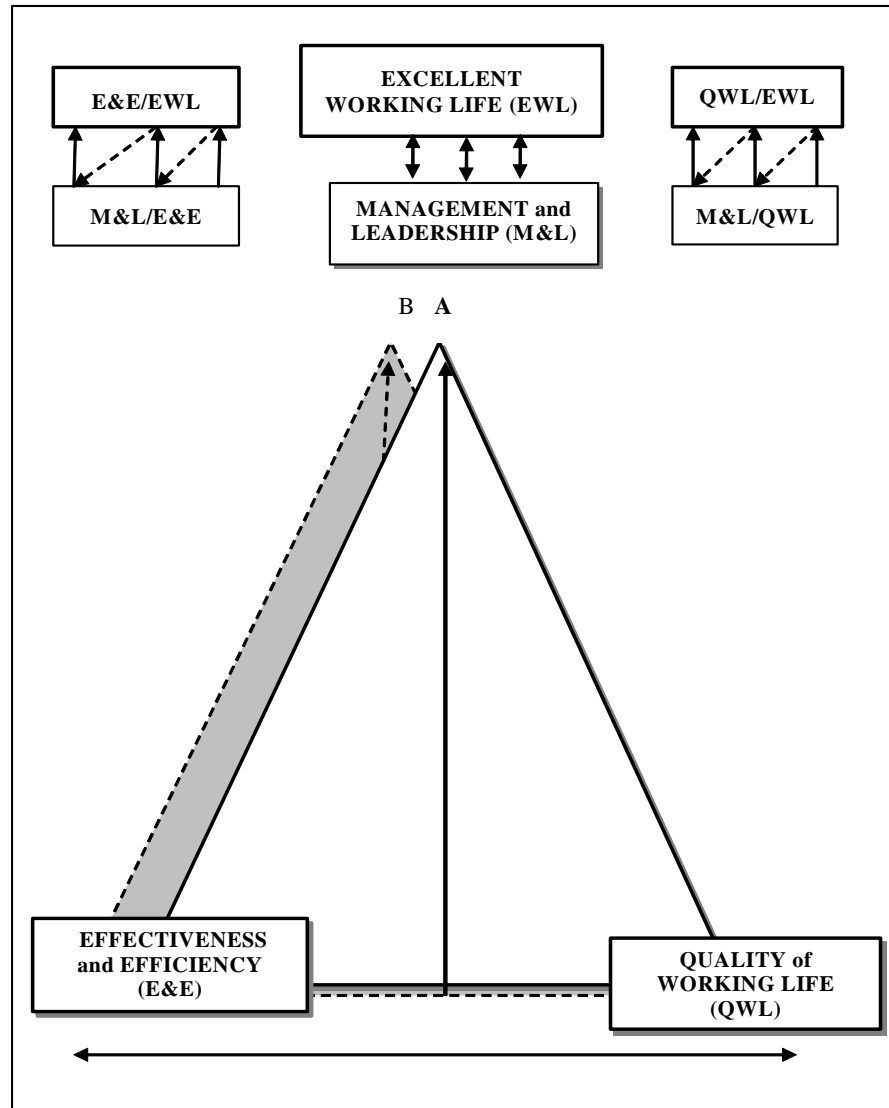 E&E/EWL
EXCELLENT
WORKING LIFE (EWL)
QWL/EWL
M&L/E&E
MANAGEMENT and
LEADERSHIP (M&L)
M&L/QWL
B A
EFFECTIVENESS
and EFFICIENCY
(E&E)
QUALITY of
WORKING LIFE
(QWL)